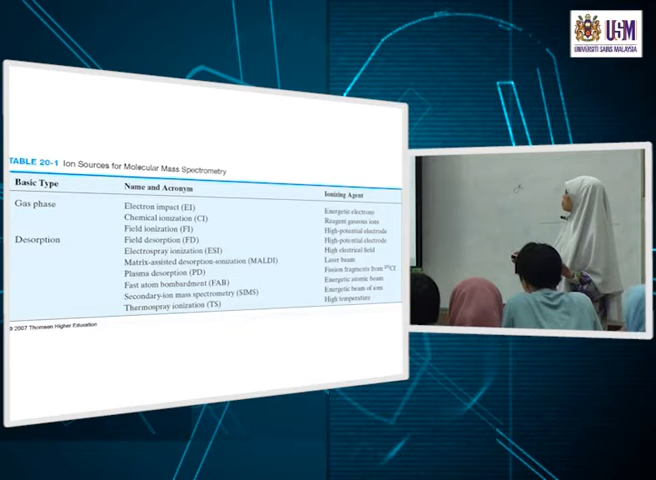 USM
UNIVERSITI SAINS MALAYSIA
TABLE 20-1 Ion Sources for Molecular Mass Spectrometry
Basic Type Name and Acronym Ionizing Agent
Gas phase Electron impact (EI) Energetic electrons
Chemical ionization (CI) Reagent gaseous ions
Field ionization (FI) High-potential electrode
Desorption Field desorption (FD) High-potential electrode
Electrospray ionization (ESI) High electrical field
Matrix-assisted desorption-ionization (MALDI) Laser beam
Plasma desorption (PD) Fission fragments from ²⁵²Cf
Fast atom bombardment (FAB) Energetic atomic beam
Secondary-ion mass spectrometry (SIMS) Energetic beam of ions
Thermospray ionization (TS) High temperature
© 2007 Thomson Higher Education